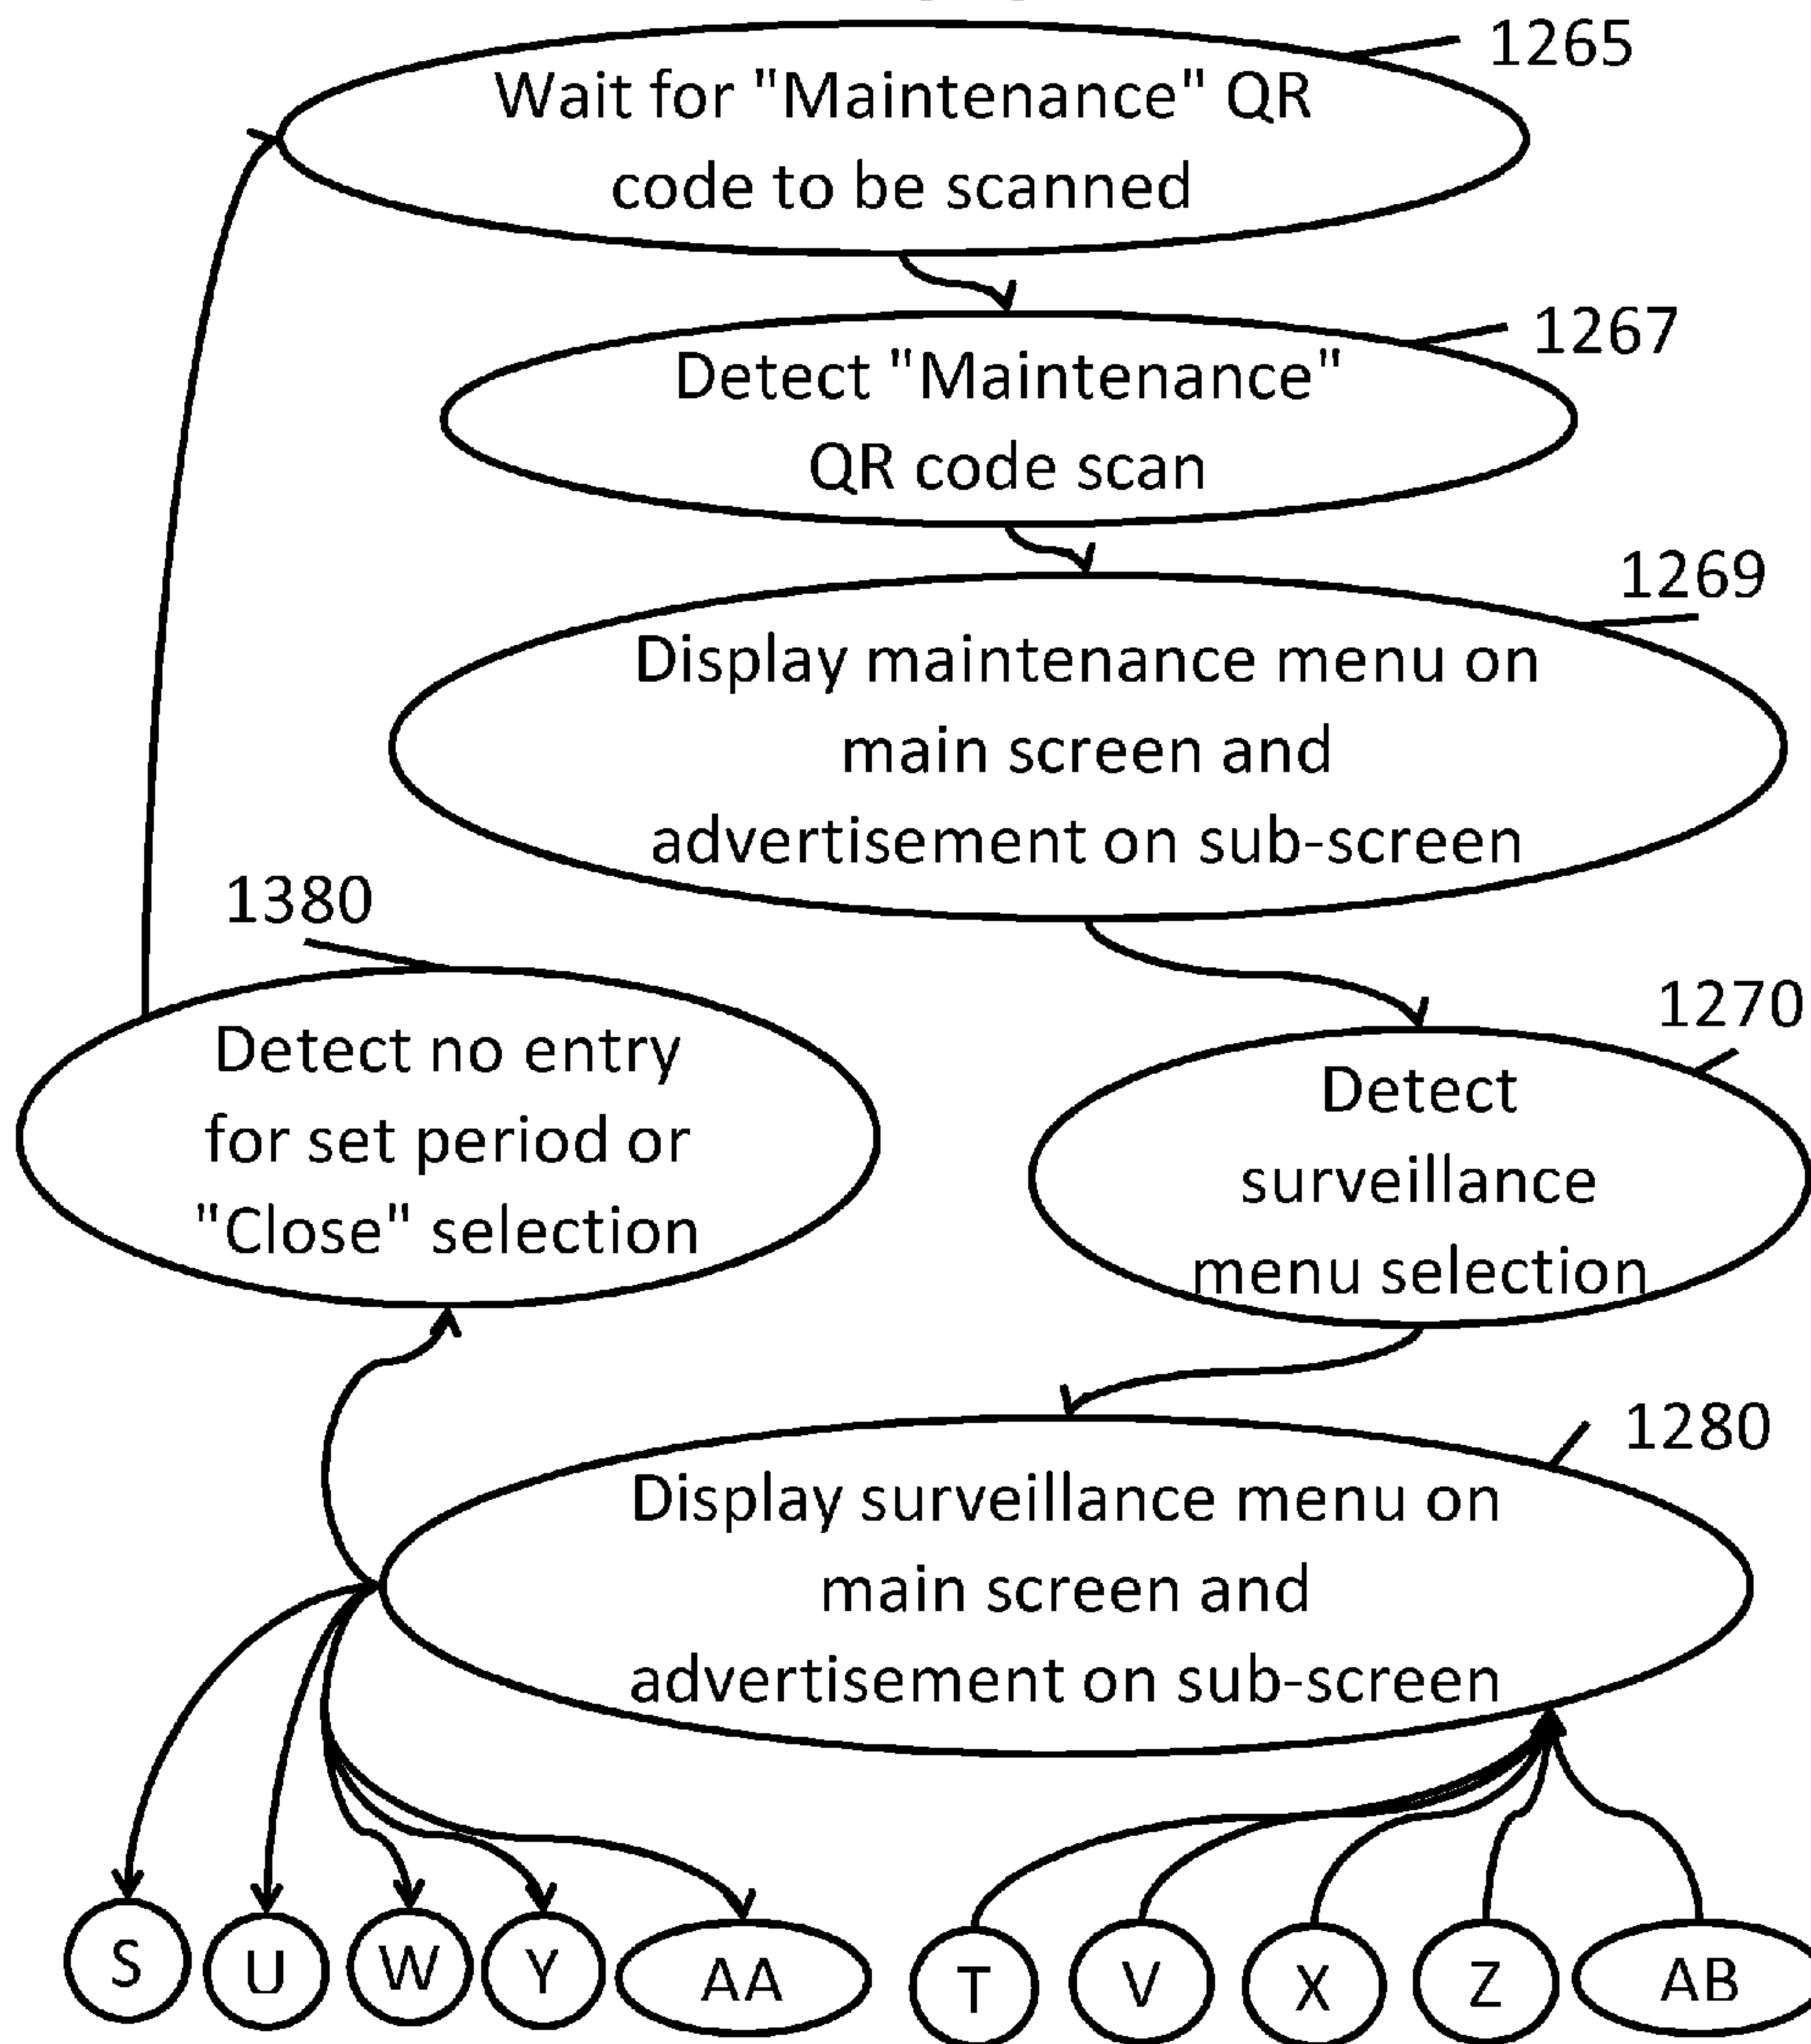 1265
Wait for "Maintenance" QR
code to be scanned
1267
Detect "Maintenance"
QR code scan
1269
Display maintenance menu on
main screen and
advertisement on sub-screen
1380
Detect no entry
for set period or
"Close" selection
1270
Detect
surveillance
menu selection
1280
Display surveillance menu on
main screen and
advertisement on sub-screen
S
U
W
Y
AA
T
V
X
Z
AB